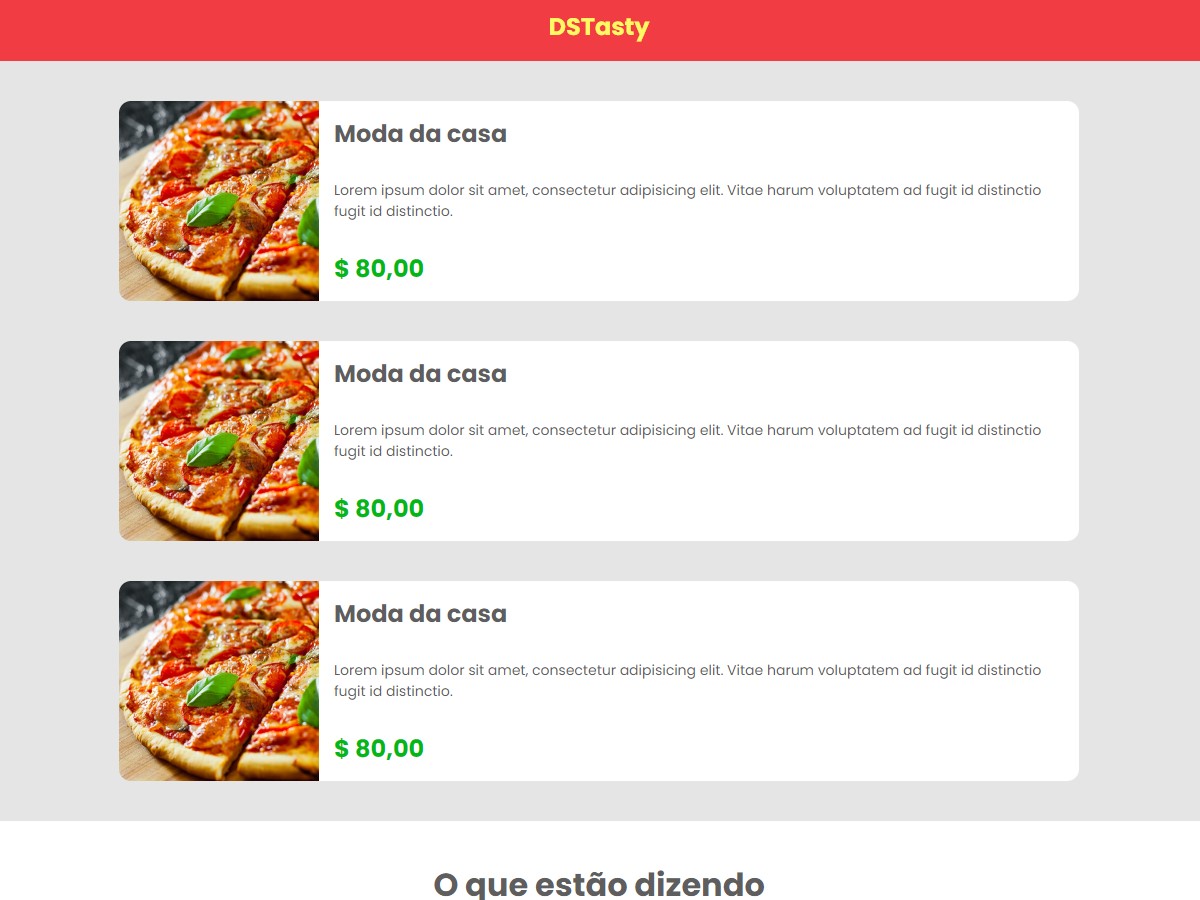 DSTasty
Moda da casa
Lorem ipsum dolor sit amet, consectetur adipisicing elit. Vitae harum voluptatem ad fugit id distinctio
fugit id distinctio.
$ 80,00
Moda da casa
Lorem ipsum dolor sit amet, consectetur adipisicing elit. Vitae harum voluptatem ad fugit id distinctio
fugit id distinctio.
$ 80,00
Moda da casa
Lorem ipsum dolor sit amet, consectetur adipisicing elit. Vitae harum voluptatem ad fugit id distinctio
fugit id distinctio.
$ 80,00
O que estão dizendo